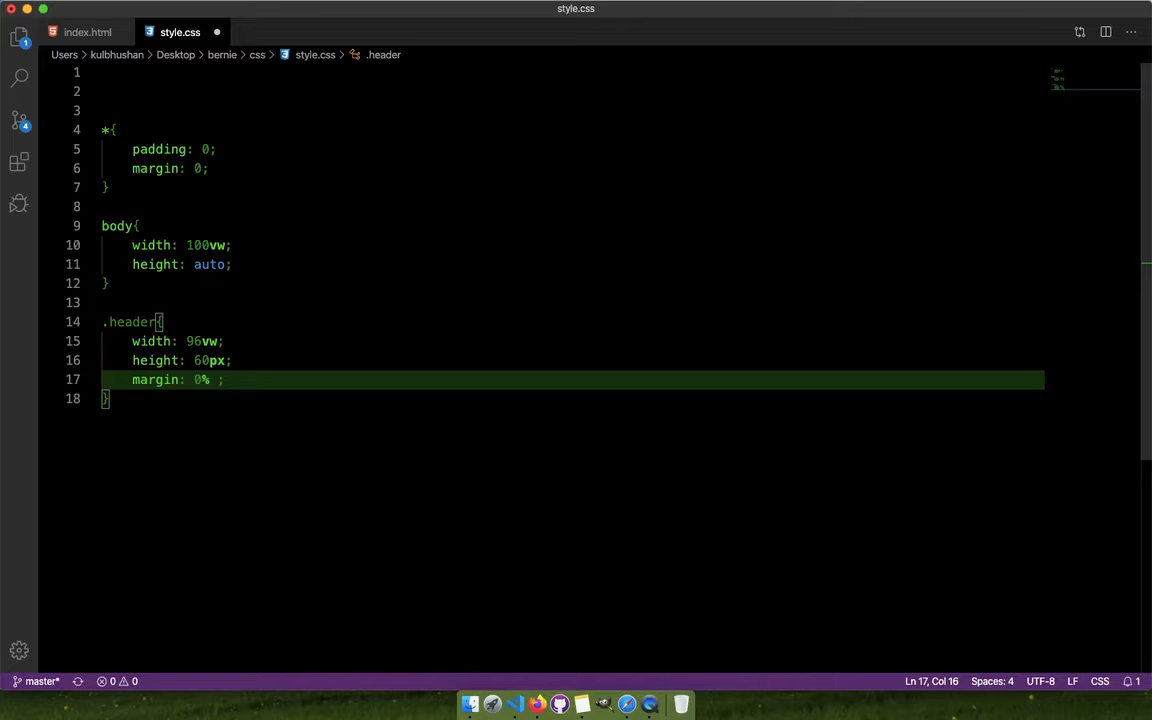 style.css
index.html
style.css
Users > kulbhushan > Desktop > bernie > css > style.css > .header
1
2
3
4 *{
5 padding: 0;
6 margin: 0;
7 }
8
9 body{
10 width: 100vw;
11 height: auto;
12 }
13
14 .header{
15 width: 96vw;
16 height: 60px;
17 margin: 0% ;
18 }
1
4
master* 0 0 Ln 17, Col 16 Spaces: 4 UTF-8 LF CSS 1